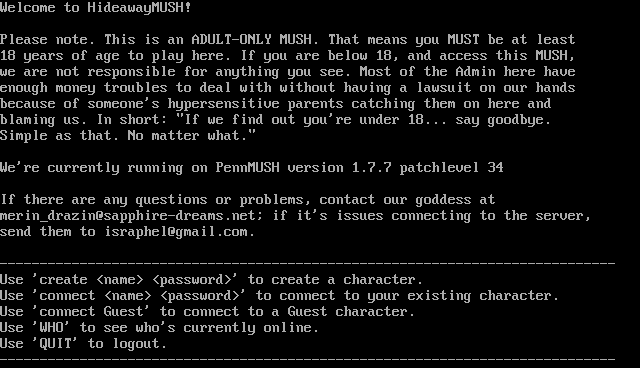 Welcome to HideawayMUSH!
Please note. This is an ADULT-ONLY MUSH. That means you MUST be at least
18 years of age to play here. If you are below 18, and access this MUSH,
we are not responsible for anything you see. Most of the Admin here have
enough money troubles to deal with without having a lawsuit on our hands
because of someone's hypersensitive parents catching them on here and
blaming us. In short: "If we find out you're under 18... say goodbye.
Simple as that. No matter what."
We're currently running on PennMUSH version 1.7.7 patchlevel 34
If there are any questions or problems, contact our goddess at
merin_drazin@sapphire-dreams.net; if it's issues connecting to the server,
send them to israphel@gmail.com.
-----------------------------------------------------------------------------
Use 'create <name> <password>' to create a character.
Use 'connect <name> <password>' to connect to your existing character.
Use 'connect Guest' to connect to a Guest character.
Use 'WHO' to see who's currently online.
Use 'QUIT' to logout.
-----------------------------------------------------------------------------